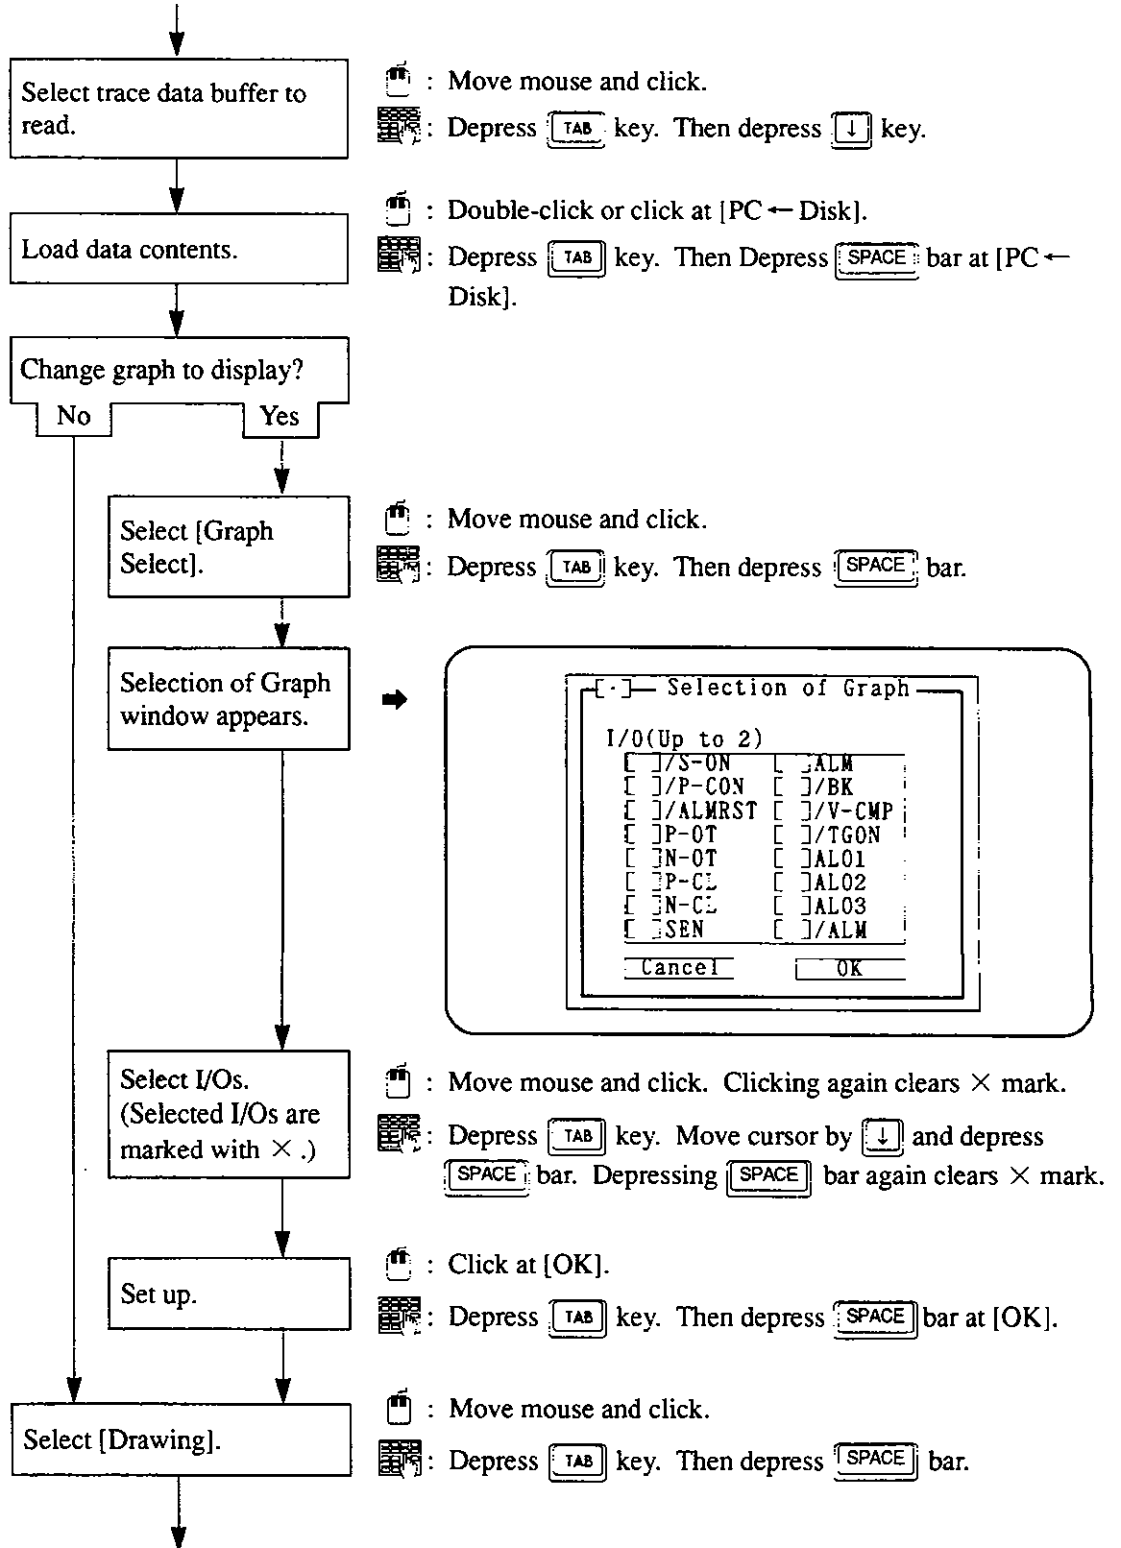 Select trace data buffer to
read.
: Move mouse and click.
: Depress TAB key. Then depress ↓ key.
Load data contents.
: Double-click or click at [PC ← Disk].
: Depress TAB key. Then Depress SPACE bar at [PC ←
Disk].
Change graph to display?
No
Yes
Select [Graph
Select].
: Move mouse and click.
: Depress TAB key. Then depress SPACE bar.
Selection of Graph
window appears.
[·] Selection of Graph
I/O(Up to 2)
[ ]/S-ON [ ]ALM
[ ]/P-CON [ ]/BK
[ ]/ALMRST [ ]/V-CMP
[ ]P-OT [ ]/TGON
[ ]N-OT [ ]ALO1
[ ]P-CL [ ]ALO2
[ ]N-CL [ ]ALO3
[ ]SEN [ ]/ALM
Cancel OK
Select I/Os.
(Selected I/Os are
marked with × .)
: Move mouse and click. Clicking again clears × mark.
: Depress TAB key. Move cursor by ↓ and depress
SPACE bar. Depressing SPACE bar again clears × mark.
Set up.
: Click at [OK].
: Depress TAB key. Then depress SPACE bar at [OK].
Select [Drawing].
: Move mouse and click.
: Depress TAB key. Then depress SPACE bar.